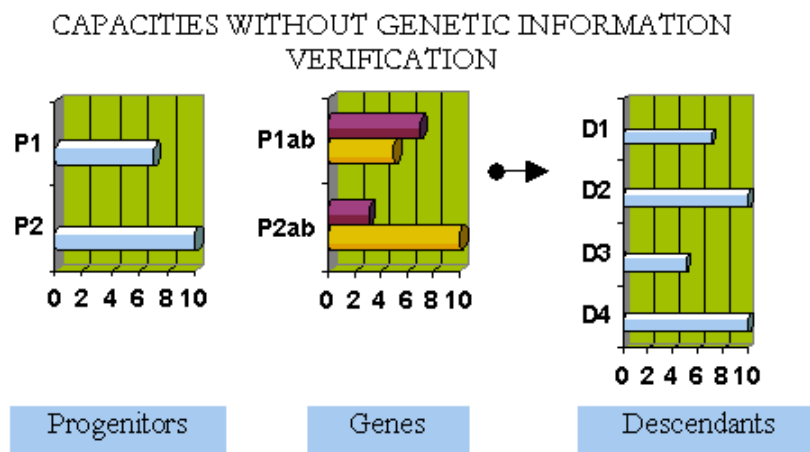 CAPACITIES WITHOUT GENETIC INFORMATION
VERIFICATION
P1
P2
0 2 4 6 8 10
P1ab
P2ab
0 2 4 6 8 10
D1
D2
D3
D4
0 2 4 6 8 10
Progenitors
Genes
Descendants